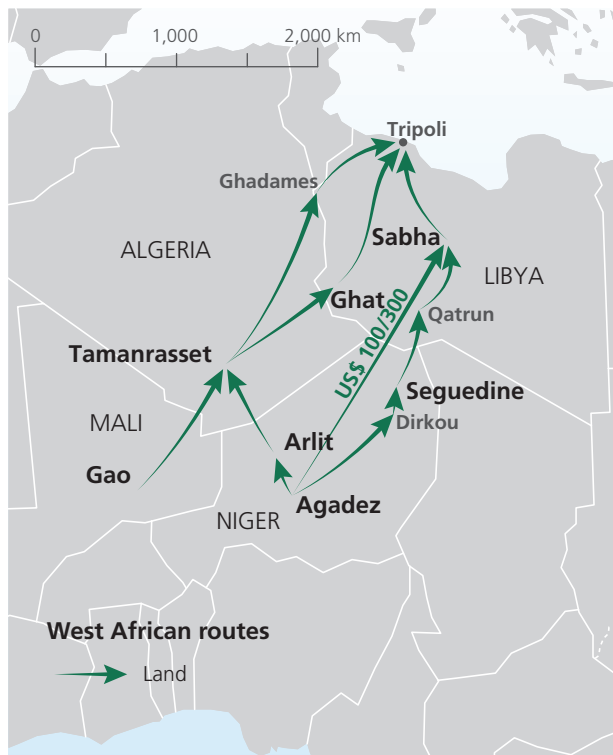 0 1,000 2,000 km
Tripoli
Ghadames
ALGERIA
Sabha
LIBYA
Ghat
US$ 100/300
Qatrun
Tamanrasset
Seguedine
MALI
Dirkou
Arlit
Gao
Agadez
NIGER
West African routes
Land